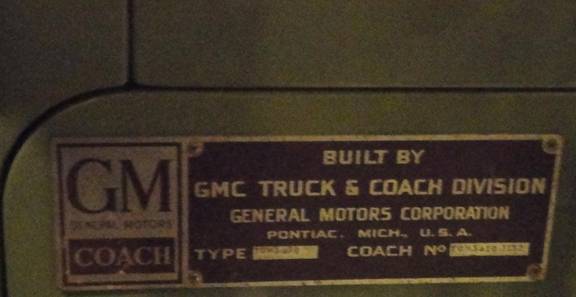 GM
GENERAL MOTORS
COACH
BUILT BY
GMC TRUCK & COACH DIVISION
GENERAL MOTORS CORPORATION
PONTIAC, MICH., U.S.A.
TYPE
COACH No